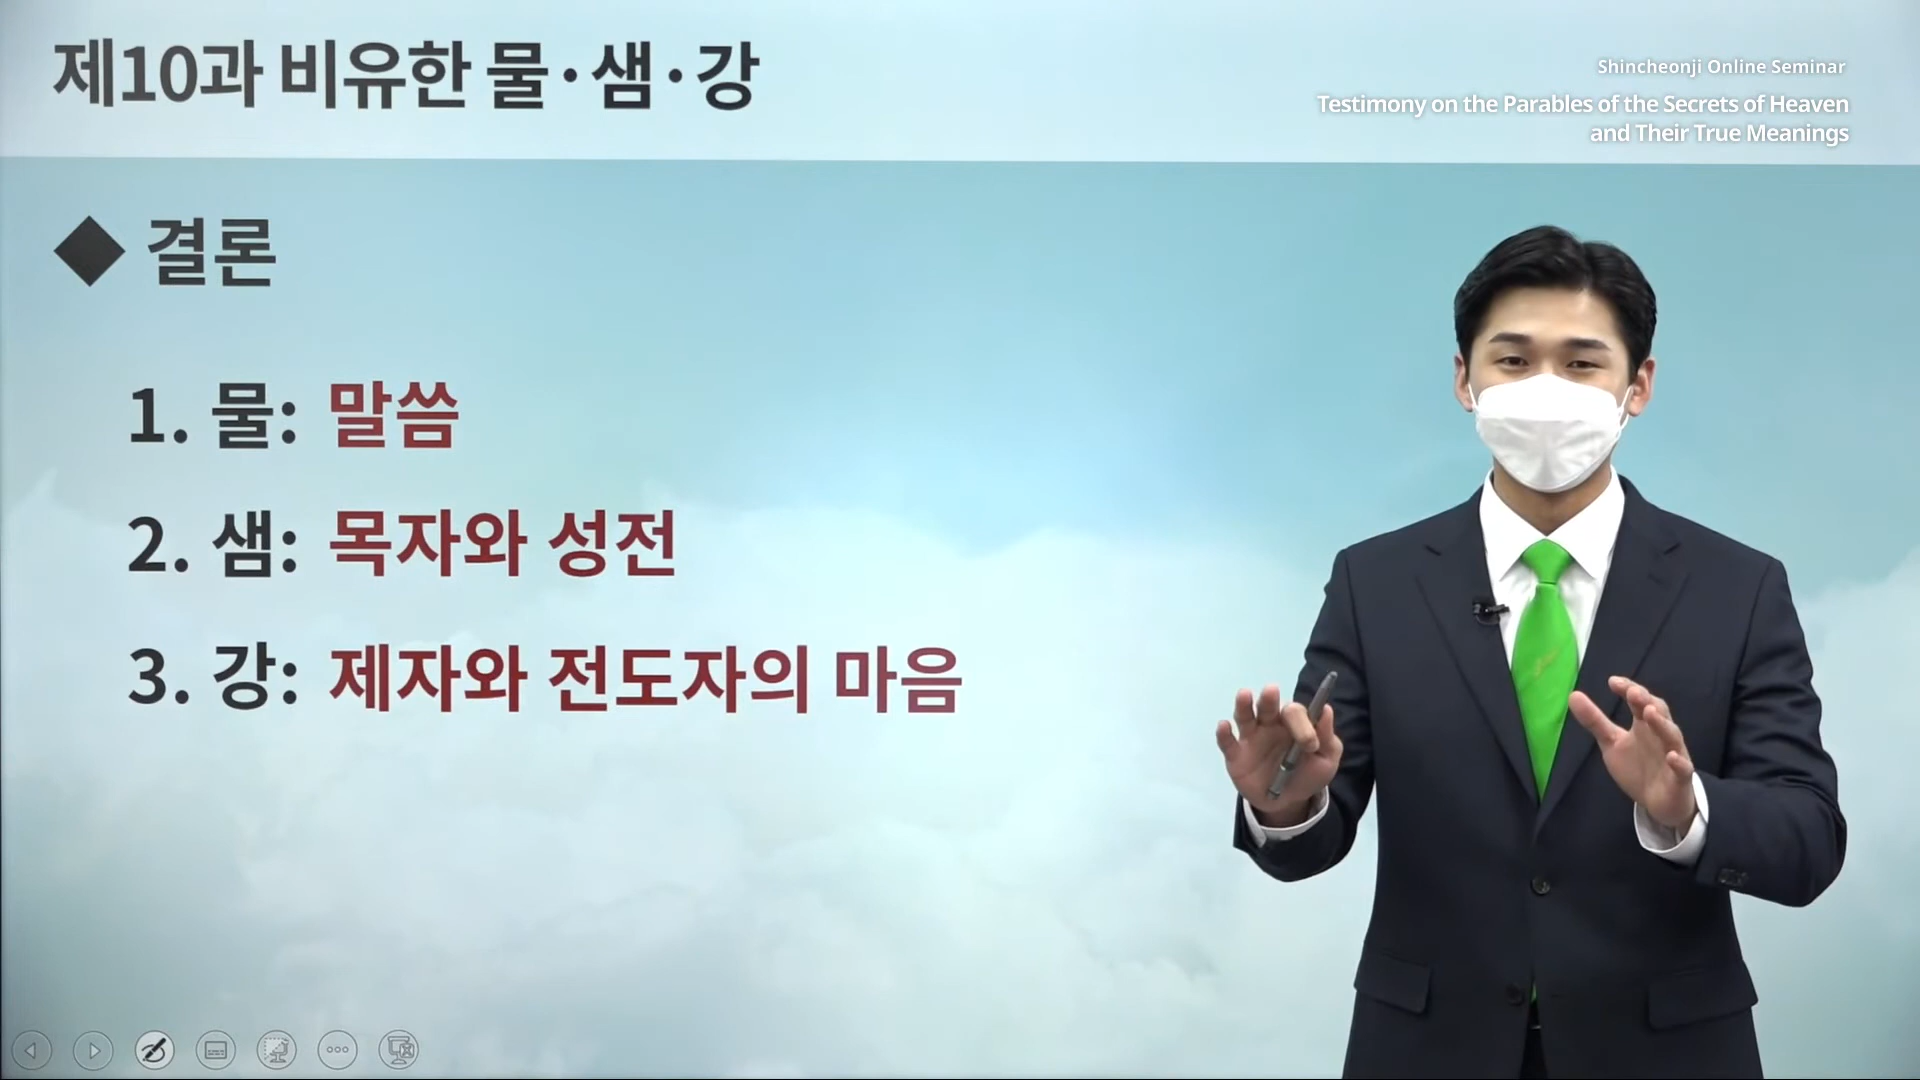 제10과 비유한 물·샘·강
Shincheonji Online Seminar
Testimony on the Parables of the Secrets of Heaven
and Their True Meanings
◆ 결론
1. 물: 말씀
2. 샘: 목자와 성전
3. 강: 제자와 전도자의 마음